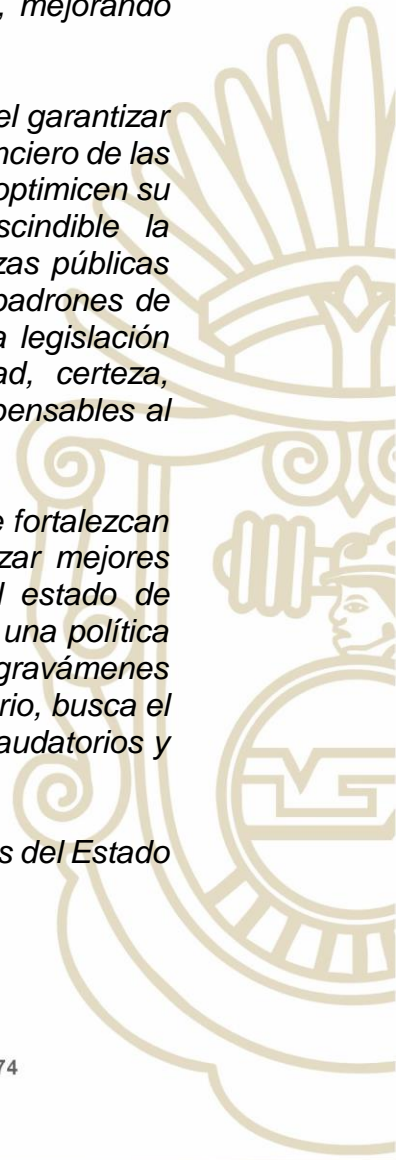 , mejorando
el garantizar
nciero de las
optimicen su
scindible la
zas públicas
padrones de
a legislación
ad, certeza,
pensables al
e fortalezcan
zar mejores
l estado de
una política
gravámenes
rio, busca el
audatorios y
s del Estado
74